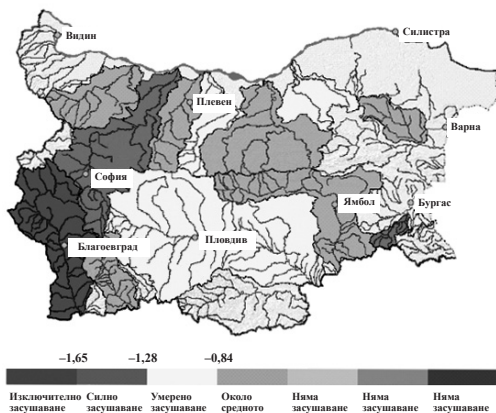 Видин
Силистра
Плевен
Варна
София
Ямбол
Бургас
Благоевград
Пловдив
–1,65 –1,28 –0,84
Изключително Силно Умерено Около Няма Няма Няма
засушаване засушаване засушаване средното засушаване засушаване засушаване